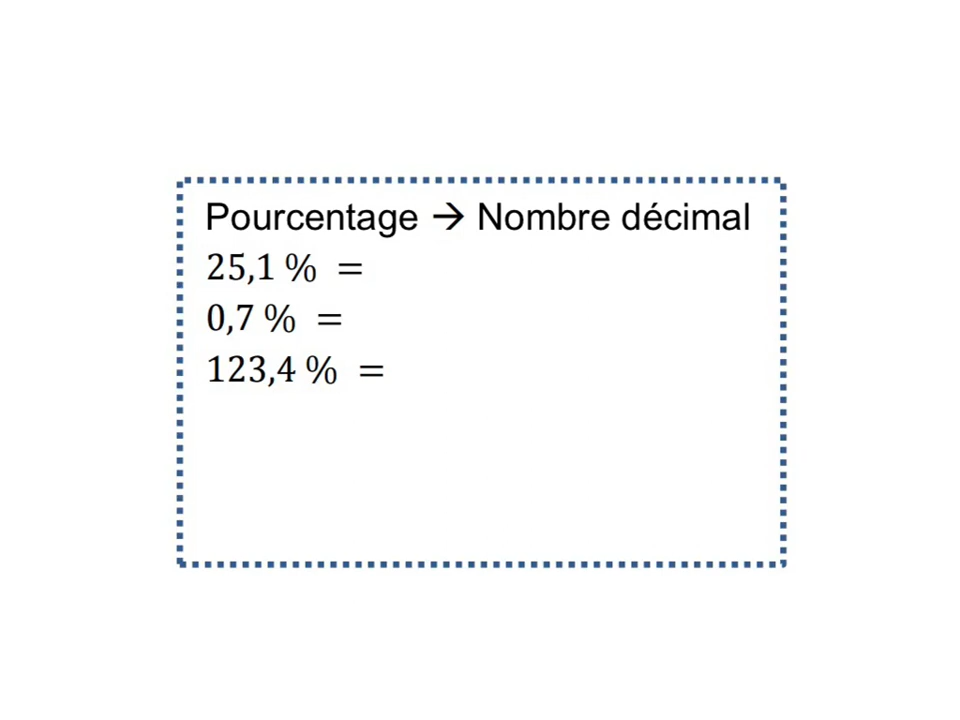 Pourcentage → Nombre décimal
25,1 % =
0,7 % =
123,4 % =